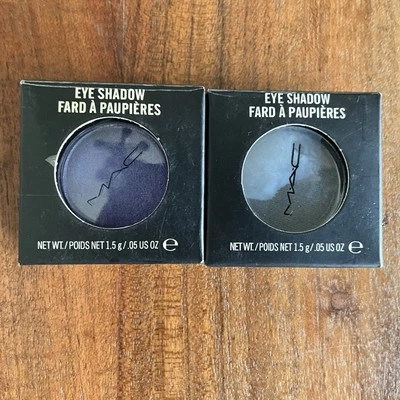 EYE SHADOW
FARD À PAUPIÈRES
MAC
NET WT./POIDS NET 1.5 g/.05 US OZ e
EYE SHADOW
FARD À PAUPIÈRES
MAC
NET WT./POIDS NET 1.5 g/.05 US OZ e